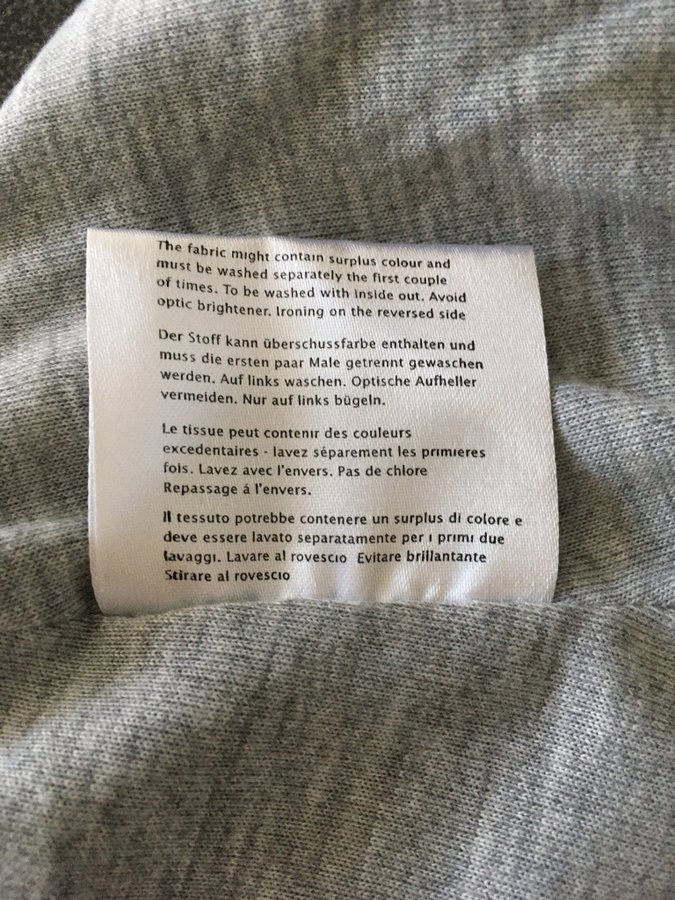 The fabric might contain surplus colour and
must be washed separately the first couple
of times. To be washed with inside out. Avoid
optic brightener. Ironing on the reversed side
Der Stoff kann überschussfarbe enthalten und
muss die ersten paar Male getrennt gewaschen
werden. Auf links waschen. Optische Aufheller
vermeiden. Nur auf links bügeln.
Le tissue peut contenir des couleurs
excedentaires - lavez séparement les primieres
fois. Lavez avec l'envers. Pas de chlore
Repassage á l'envers.
Il tessuto potrebbe contenere un surplus di colore e
deve essere lavato separatamente per i primi due
lavaggi. Lavare al rovescio Evitare brillantante
Stirare al rovescio